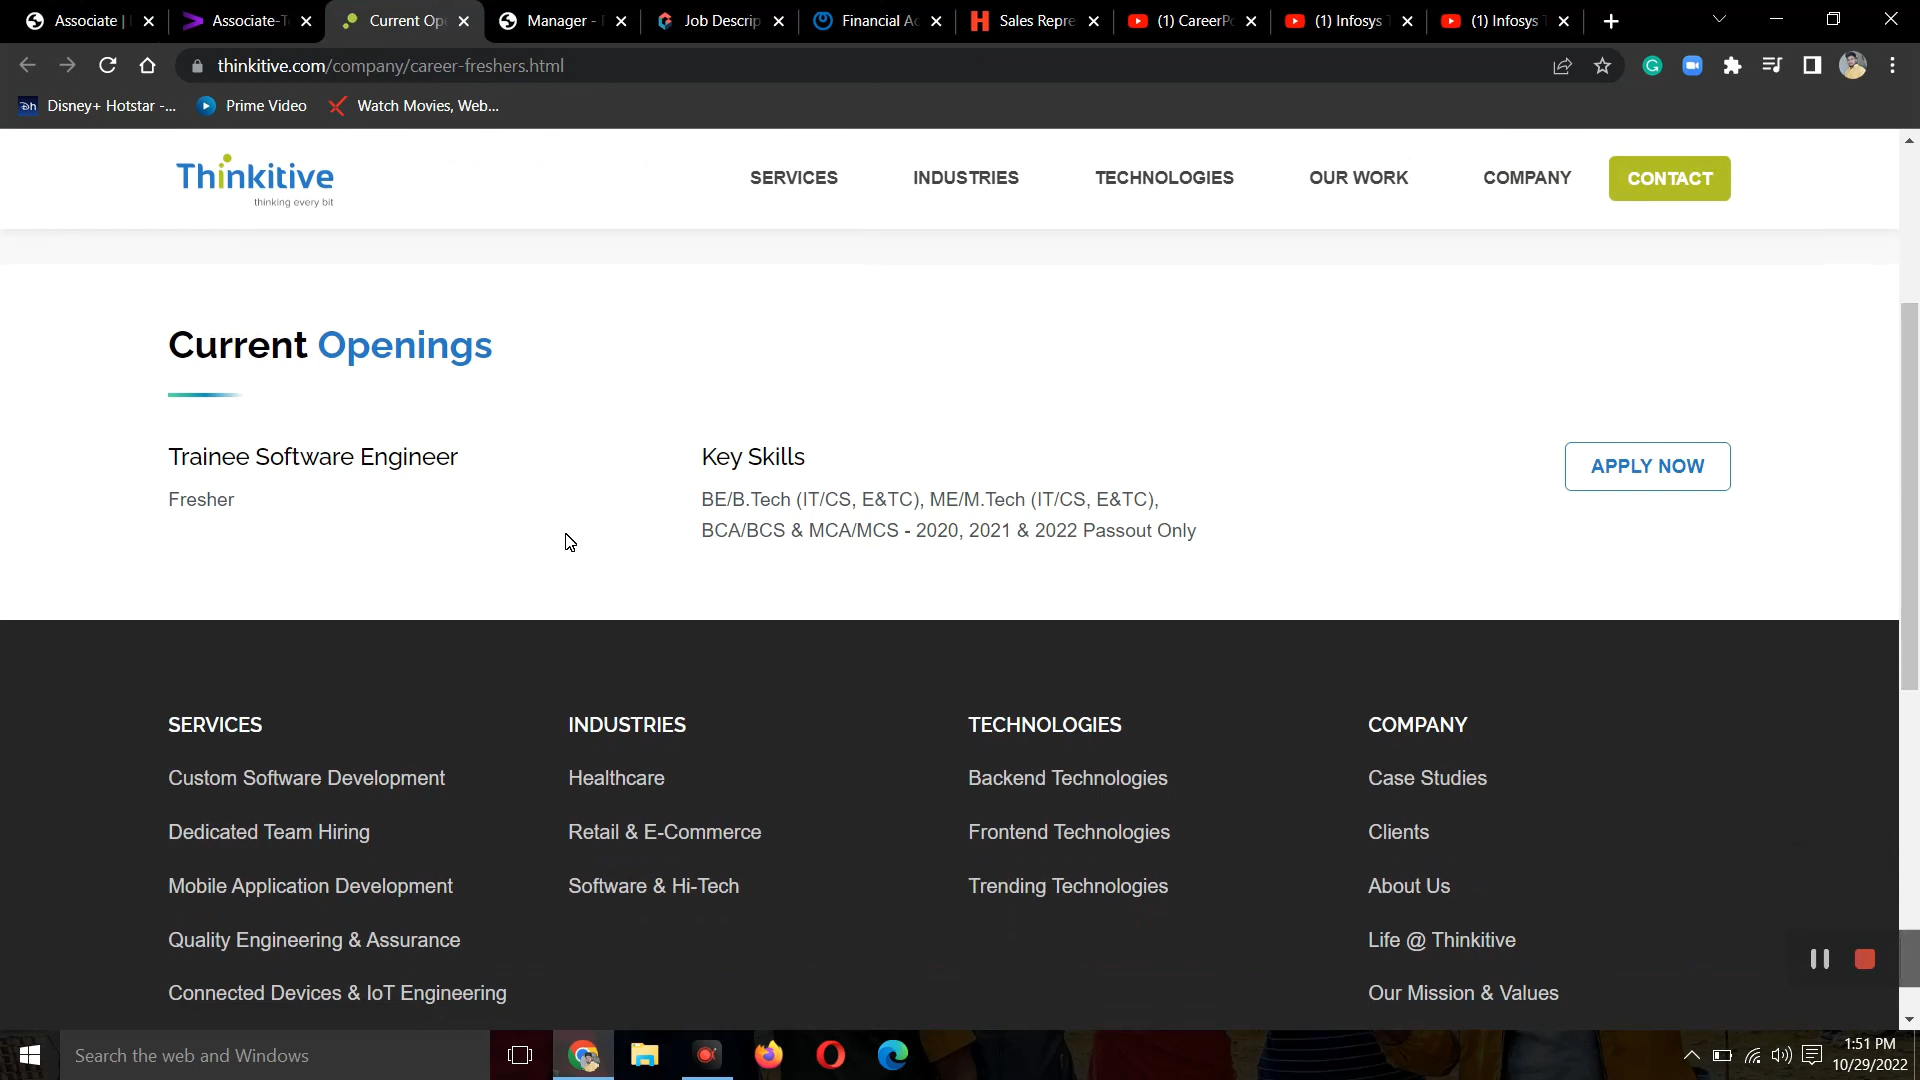 Associate |
Associate-T
Current Op
Manager -
Job Descrip
Financial Ac
Sales Repre
(1) CareerPo
(1) Infosys T
(1) Infosys T
thinkitive.com/company/career-freshers.html
Disney+ Hotstar -...
Prime Video
Watch Movies, Web...
Thinkitive
thinking every bit
SERVICES
INDUSTRIES
TECHNOLOGIES
OUR WORK
COMPANY
CONTACT
Current Openings
Trainee Software Engineer
Fresher
Key Skills
BE/B.Tech (IT/CS, E&TC), ME/M.Tech (IT/CS, E&TC),
BCA/BCS & MCA/MCS - 2020, 2021 & 2022 Passout Only
APPLY NOW
SERVICES
Custom Software Development
Dedicated Team Hiring
Mobile Application Development
Quality Engineering & Assurance
Connected Devices & IoT Engineering
INDUSTRIES
Healthcare
Retail & E-Commerce
Software & Hi-Tech
TECHNOLOGIES
Backend Technologies
Frontend Technologies
Trending Technologies
COMPANY
Case Studies
Clients
About Us
Life @ Thinkitive
Our Mission & Values
Search the web and Windows
1:51 PM
10/29/2022